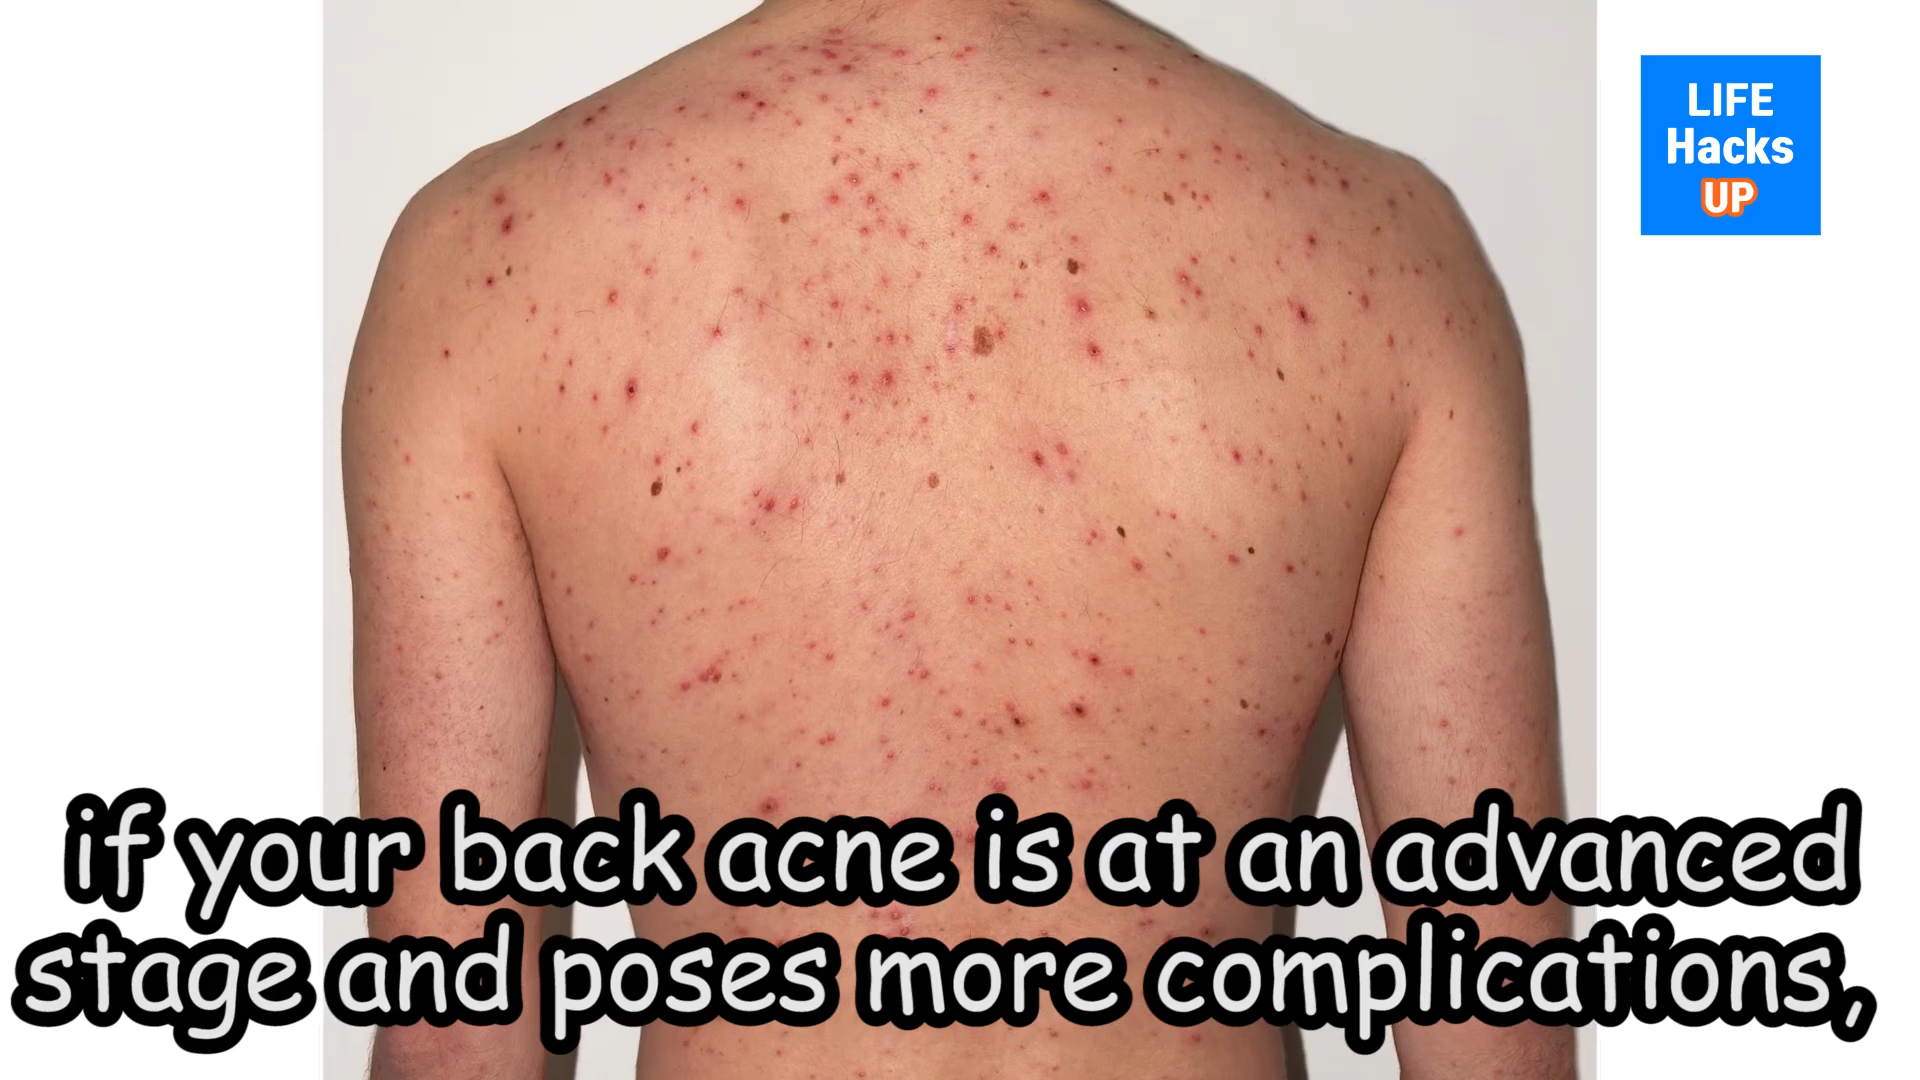 LIFE
Hacks
UP
if your back acne is at an advanced
stage and poses more complications,